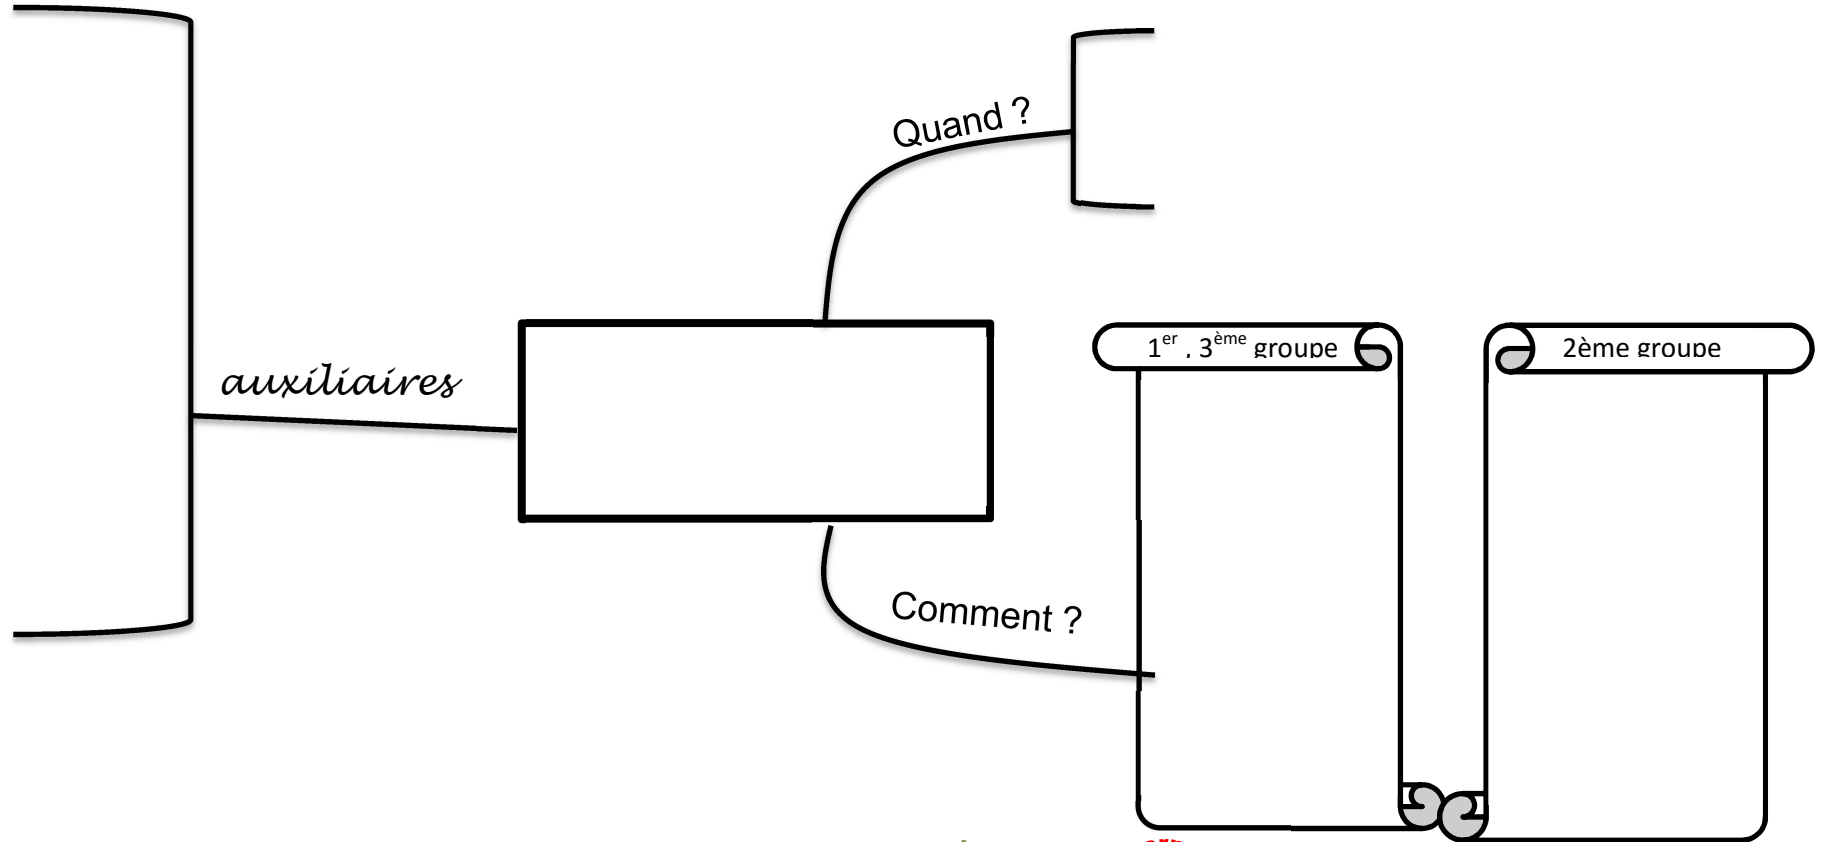 Quand ?
auxiliaires
1er , 3ème groupe
2ème groupe
Comment ?